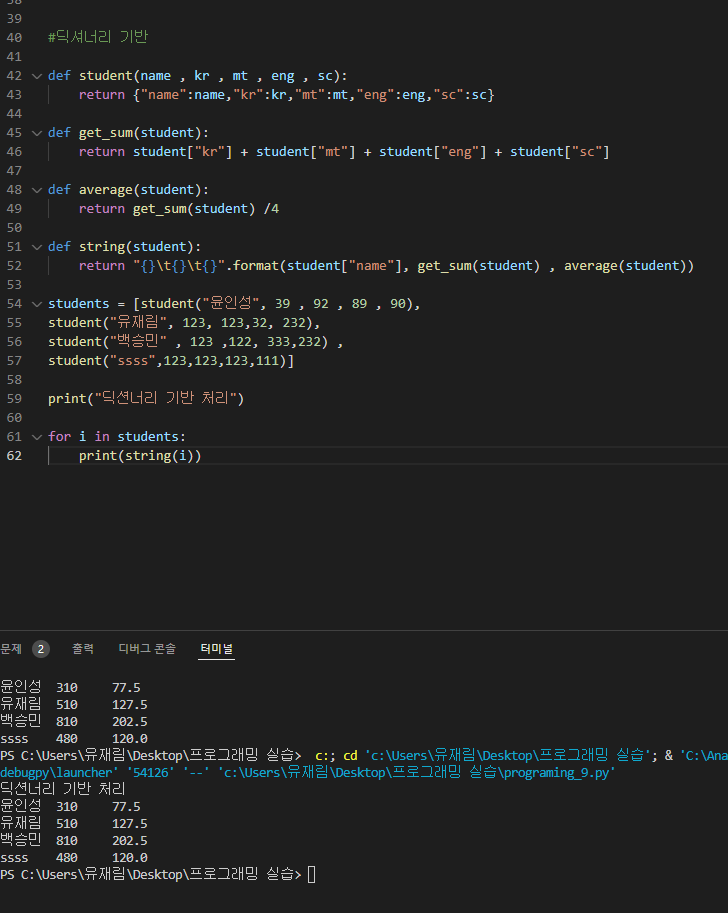 38
39
40 #딕셔너리 기반
41
42 def student(name , kr , mt , eng , sc):
43     return {"name":name,"kr":kr,"mt":mt,"eng":eng,"sc":sc}
44
45 def get_sum(student):
46     return student["kr"] + student["mt"] + student["eng"] + student["sc"]
47
48 def average(student):
49     return get_sum(student) /4
50
51 def string(student):
52     return "{}\t{}\t{}".format(student["name"], get_sum(student) , average(student))
53
54 students = [student("윤인성", 39 , 92 , 89 , 90),
55 student("유재림", 123, 123,32, 232),
56 student("백승민" , 123 ,122, 333,232) ,
57 student("ssss",123,123,123,111)]
58
59 print("딕션너리 기반 처리")
60
61 for i in students:
62     print(string(i))
문제 2 출력 디버그 콘솔 터미널
윤인성 310 77.5
유재림 510 127.5
백승민 810 202.5
ssss 480 120.0
PS C:\Users\유재림\Desktop\프로그래밍 실습>  c:; cd 'c:\Users\유재림\Desktop\프로그래밍 실습'; & 'C:\Ana
debugpy\launcher' '54126' '--' 'c:\Users\유재림\Desktop\프로그래밍 실습\programing_9.py'
딕션너리 기반 처리
윤인성 310 77.5
유재림 510 127.5
백승민 810 202.5
ssss 480 120.0
PS C:\Users\유재림\Desktop\프로그래밍 실습>